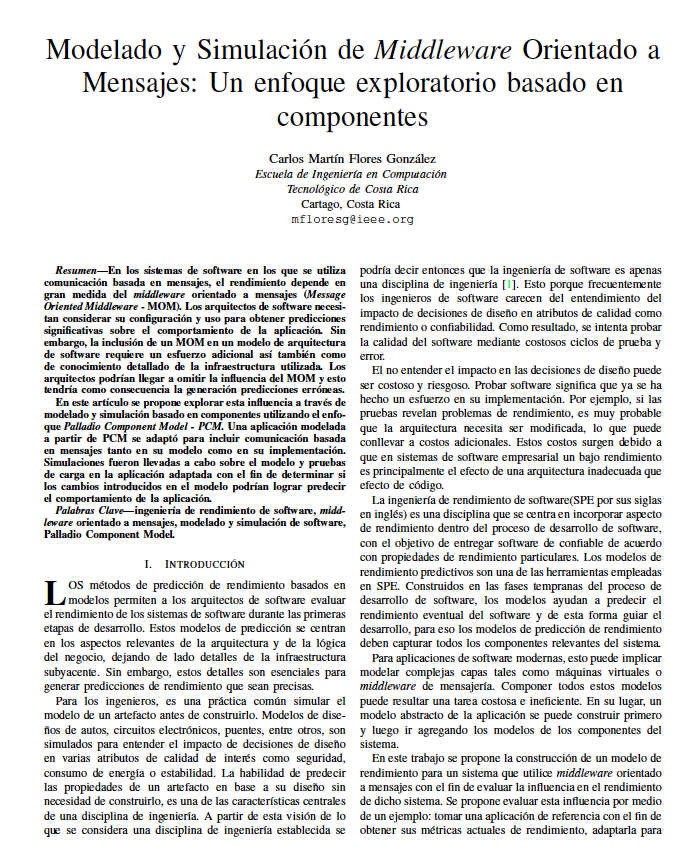 Modelado y Simulación de Middleware Orientado a
Mensajes: Un enfoque exploratorio basado en
componentes
Carlos Martín Flores González
Escuela de Ingeniería en Computación
Tecnológico de Costa Rica
Cartago, Costa Rica
mfloresg@ieee.org
Resumen—En los sistemas de software en los que se utiliza
comunicación basada en mensajes, el rendimiento depende en
gran medida del middleware orientado a mensajes (Message
Oriented Middleware - MOM). Los arquitectos de software necesi-
tan considerar su configuración y uso para obtener predicciones
significativas sobre el comportamiento de la aplicación. Sin
embargo, la inclusión de un MOM en un modelo de arquitectura
de software requiere un esfuerzo adicional así también como
de conocimiento detallado de la infraestructura utilizada. Los
arquitectos podrían llegar a omitir la influencia del MOM y esto
tendría como consecuencia la generación predicciones erróneas.
En este artículo se propone explorar esta influencia a través de
modelado y simulación basado en componentes utilizando el enfo-
que Palladio Component Model - PCM. Una aplicación modelada
a partir de PCM se adaptó para incluir comunicación basada
en mensajes tanto en su modelo como en su implementación.
Simulaciones fueron llevadas a cabo sobre el modelo y pruebas
de carga en la aplicación adaptada con el fin de determinar si
los cambios introducidos en el modelo podrían lograr predecir
el comportamiento de la aplicación.
Palabras Clave—ingeniería de rendimiento de software, midd-
leware orientado a mensajes, modelado y simulación de software,
Palladio Component Model.
I. INTRODUCCIÓN
LOS métodos de predicción de rendimiento basados en
modelos permiten a los arquitectos de software evaluar
el rendimiento de los sistemas de software durante las primeras
etapas de desarrollo. Estos modelos de predicción se centran
en los aspectos relevantes de la arquitectura y de la lógica
del negocio, dejando de lado detalles de la infraestructura
subyacente. Sin embargo, estos detalles son esenciales para
generar predicciones de rendimiento que sean precisas.
Para los ingenieros, es una práctica común simular el
modelo de un artefacto antes de construirlo. Modelos de dise-
ños de autos, circuitos electrónicos, puentes, entre otros, son
simulados para entender el impacto de decisiones de diseño
en varias atributos de calidad de interés como seguridad,
consumo de energía o estabilidad. La habilidad de predecir
las propiedades de un artefacto en base a su diseño sin
necesidad de construirlo, es una de las características centrales
de una disciplina de ingeniería. A partir de esta visión de lo
que se considera una disciplina de ingeniería establecida se
podría decir entonces que la ingeniería de software es apenas
una disciplina de ingeniería [1]. Esto porque frecuentemente
los ingenieros de software carecen del entendimiento del
impacto de decisiones de diseño en atributos de calidad como
rendimiento o confiabilidad. Como resultado, se intenta probar
la calidad del software mediante costosos ciclos de prueba y
error.
El no entender el impacto en las decisiones de diseño puede
ser costoso y riesgoso. Probar software significa que ya se ha
hecho un esfuerzo en su implementación. Por ejemplo, si las
pruebas revelan problemas de rendimiento, es muy probable
que la arquitectura necesita ser modificada, lo que puede
conllevar a costos adicionales. Estos costos surgen debido a
que en sistemas de software empresarial un bajo rendimiento
es principalmente el efecto de una arquitectura inadecuada que
efecto de código.
La ingeniería de rendimiento de software(SPE por sus siglas
en inglés) es una disciplina que se centra en incorporar aspecto
de rendimiento dentro del proceso de desarrollo de software,
con el objetivo de entregar software de confiable de acuerdo
con propiedades de rendimiento particulares. Los modelos de
rendimiento predictivos son una de las herramientas empleadas
en SPE. Construidos en las fases tempranas del proceso de
desarrollo de software, los modelos ayudan a predecir el
rendimiento eventual del software y de esta forma guiar el
desarrollo, para eso los modelos de predicción de rendimiento
deben capturar todos los componentes relevantes del sistema.
Para aplicaciones de software modernas, esto puede implicar
modelar complejas capas tales como máquinas virtuales o
middleware de mensajería. Componer todos estos modelos
puede resultar una tarea costosa e ineficiente. En su lugar, un
modelo abstracto de la aplicación se puede construir primero
y luego ir agregando los modelos de los componentes del
sistema.
En este trabajo se propone la construcción de un modelo de
rendimiento para un sistema que utilice middleware orientado
a mensajes con el fin de evaluar la influencia en el rendimiento
de dicho sistema. Se propone evaluar esta influencia por medio
de un ejemplo: tomar una aplicación de referencia con el fin de
obtener sus métricas actuales de rendimiento, adaptarla para